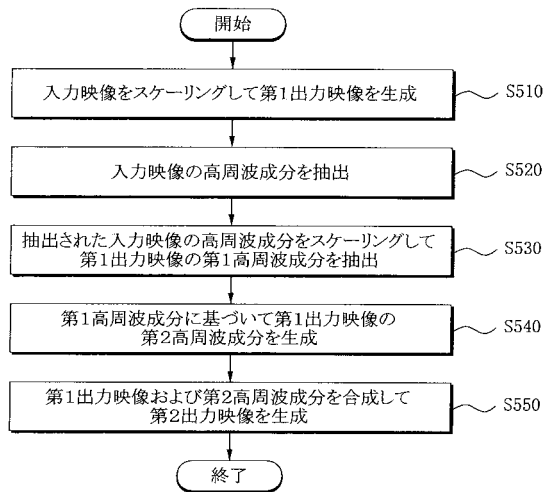 開始
入力映像をスケーリングして第1出力映像を生成
S510
入力映像の高周波成分を抽出
S520
抽出された入力映像の高周波成分をスケーリングして
第1出力映像の第1高周波成分を抽出
S530
第1高周波成分に基づいて第1出力映像の
第2高周波成分を生成
S540
第1出力映像および第2高周波成分を合成して
第2出力映像を生成
S550
終了